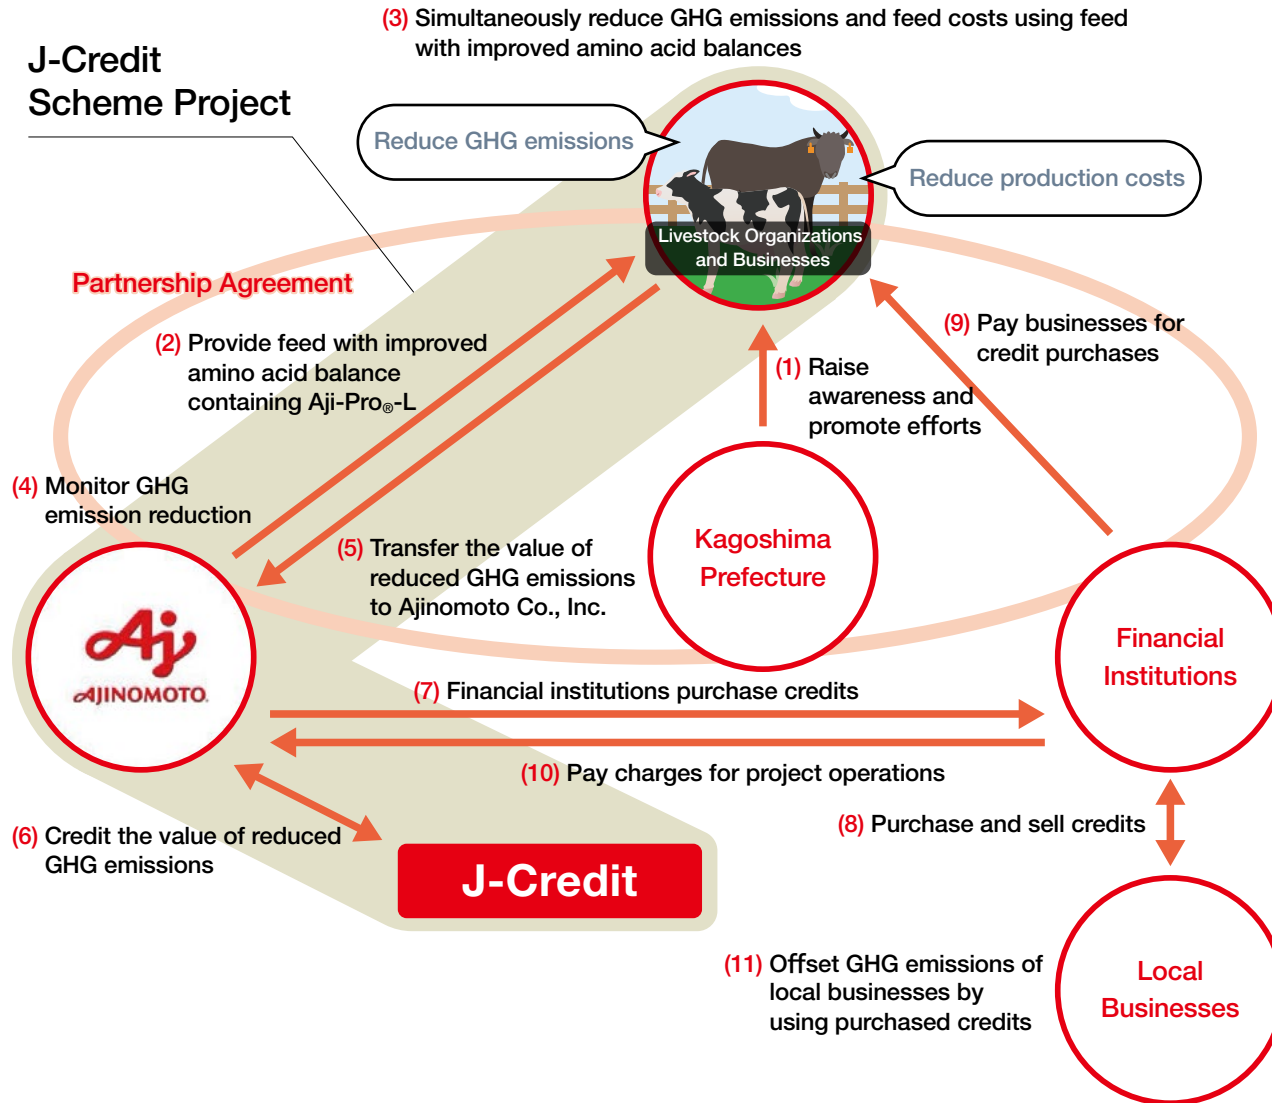 (3) Simultaneously reduce GHG emissions and feed costs using feed
with improved amino acid balances
J-Credit
Scheme Project
Reduce GHG emissions
Reduce production costs
Livestock Organizations
and Businesses
Partnership Agreement
(2) Provide feed with improved
amino acid balance
containing Aji-Pro®-L
(9) Pay businesses for
credit purchases
(1) Raise
awareness and
promote efforts
(4) Monitor GHG
emission reduction
(5) Transfer the value of
reduced GHG emissions
to Ajinomoto Co., Inc.
Kagoshima
Prefecture
Aj
AJINOMOTO.
Financial
Institutions
(7) Financial institutions purchase credits
(10) Pay charges for project operations
(6) Credit the value of reduced
GHG emissions
(8) Purchase and sell credits
J-Credit
(11) Offset GHG emissions of
local businesses by
using purchased credits
Local
Businesses